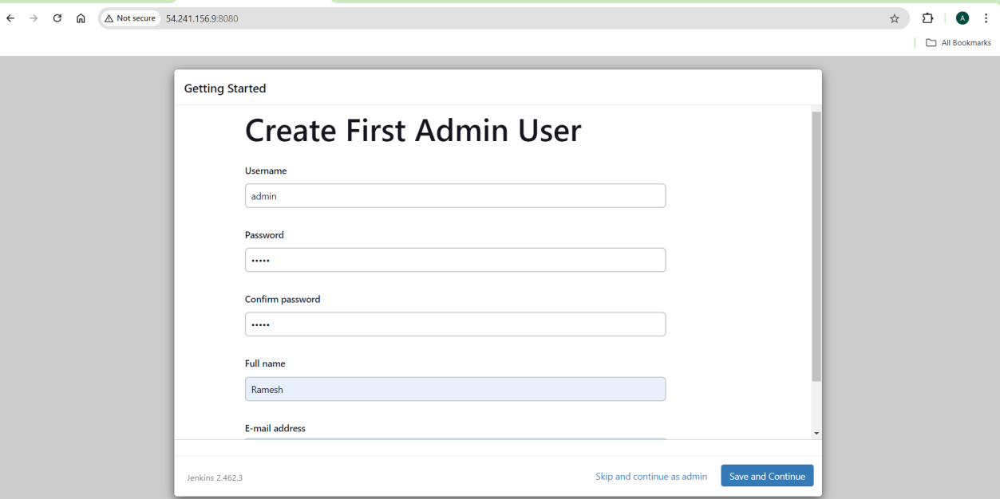 Not secure 54.241.156.9:8080
A
All Bookmarks
Getting Started
Create First Admin User
Username
admin
Password
•••••
Confirm password
•••••
Full name
Ramesh
E-mail address
Jenkins 2.462.3
Skip and continue as admin
Save and Continue